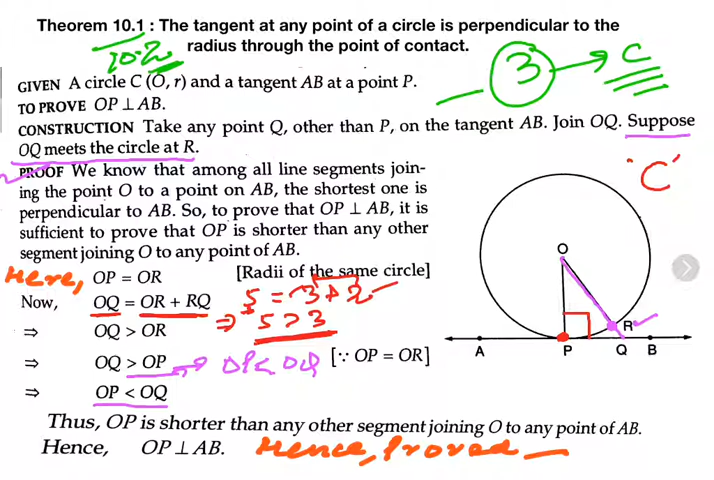 Theorem 10.1 : The tangent at any point of a circle is perpendicular to the
radius through the point of contact.
10.2
3 → C
GIVEN A circle C (O, r) and a tangent AB at a point P.
TO PROVE OP ⊥ AB.
CONSTRUCTION Take any point Q, other than P, on the tangent AB. Join OQ. Suppose
OQ meets the circle at R.
'C'
PROOF We know that among all line segments join-
ing the point O to a point on AB, the shortest one is
perpendicular to AB. So, to prove that OP ⊥ AB, it is
sufficient to prove that OP is shorter than any other
segment joining O to any point of AB.
Here, OP = OR [Radii of the same circle]
Now, OQ = OR + RQ 5 = 3 + 2
⇒ OQ > OR ⇒ 5 > 3
⇒ OQ > OP → OP < OQ [∵ OP = OR]
⇒ OP < OQ
O
R
A P Q B
Thus, OP is shorter than any other segment joining O to any point of AB.
Hence, OP ⊥ AB. Hence, Proved